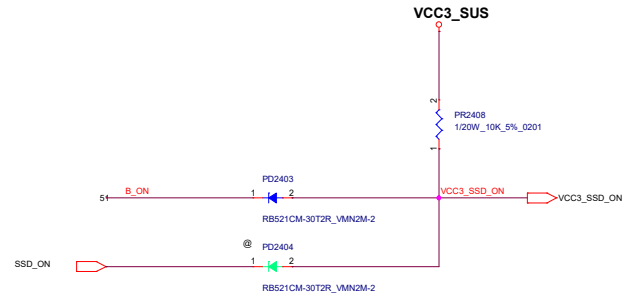 VCC3_SUS
2
PR2408
1/20W_10K_5%_0201
1
PD2403
51 B_ON 1 2 VCC3_SSD_ON VCC3_SSD_ON
RB521CM-30T2R_VMN2M-2
@ PD2404
SSD_ON 1 2
RB521CM-30T2R_VMN2M-2